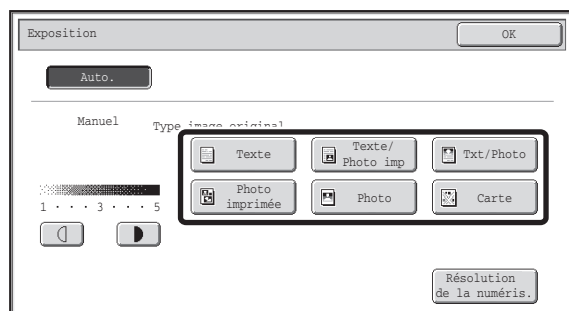 Exposition
OK
Auto.
Manuel
Type image original
Texte
Texte/
Photo imp
Txt/Photo
Photo
imprimée
Photo
Carte
1 · · · 3 · · · 5
Résolution
de la numéris.